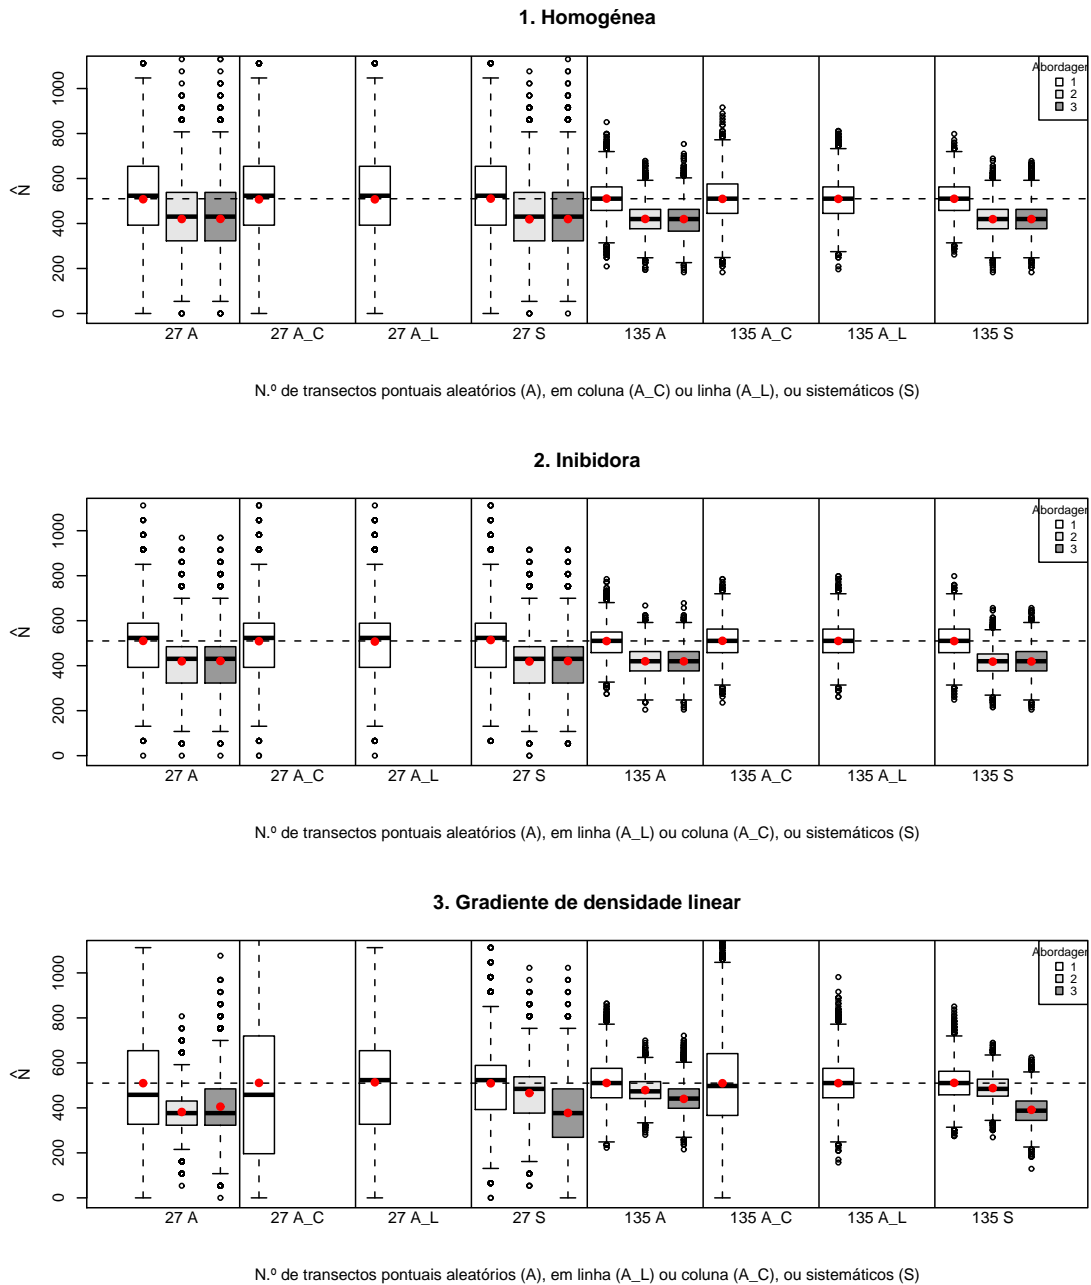 1. Homogénea
Abordagem
1
2
3
N̂
0 200 400 600 800 1000
27 A 27 A_C 27 A_L 27 S 135 A 135 A_C 135 A_L 135 S
N.º de transectos pontuais aleatórios (A), em coluna (A_C) ou linha (A_L), ou sistemáticos (S)
2. Inibidora
Abordagem
1
2
3
N̂
0 200 400 600 800 1000
27 A 27 A_C 27 A_L 27 S 135 A 135 A_C 135 A_L 135 S
N.º de transectos pontuais aleatórios (A), em linha (A_L) ou coluna (A_C), ou sistemáticos (S)
3. Gradiente de densidade linear
Abordagem
1
2
3
N̂
0 200 400 600 800 1000
27 A 27 A_C 27 A_L 27 S 135 A 135 A_C 135 A_L 135 S
N.º de transectos pontuais aleatórios (A), em linha (A_L) ou coluna (A_C), ou sistemáticos (S)